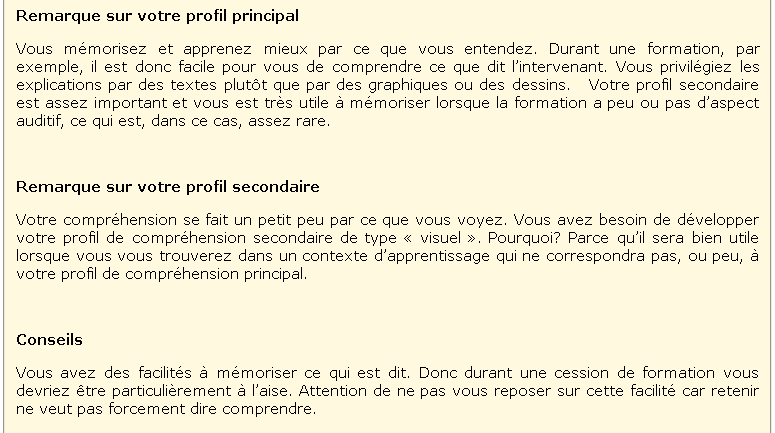 Remarque sur votre profil principal
Vous mémorisez et apprenez mieux par ce que vous entendez. Durant une formation, par
exemple, il est donc facile pour vous de comprendre ce que dit l’intervenant. Vous privilégiez les
explications par des textes plutôt que par des graphiques ou des dessins. Votre profil secondaire
est assez important et vous est très utile à mémoriser lorsque la formation a peu ou pas d’aspect
auditif, ce qui est, dans ce cas, assez rare.
Remarque sur votre profil secondaire
Votre compréhension se fait un petit peu par ce que vous voyez. Vous avez besoin de développer
votre profil de compréhension secondaire de type « visuel ». Pourquoi? Parce qu’il sera bien utile
lorsque vous vous trouverez dans un contexte d’apprentissage qui ne correspondra pas, ou peu, à
votre profil de compréhension principal.
Conseils
Vous avez des facilités à mémoriser ce qui est dit. Donc durant une cession de formation vous
devriez être particulièrement à l’aise. Attention de ne pas vous reposer sur cette facilité car retenir
ne veut pas forcement dire comprendre.